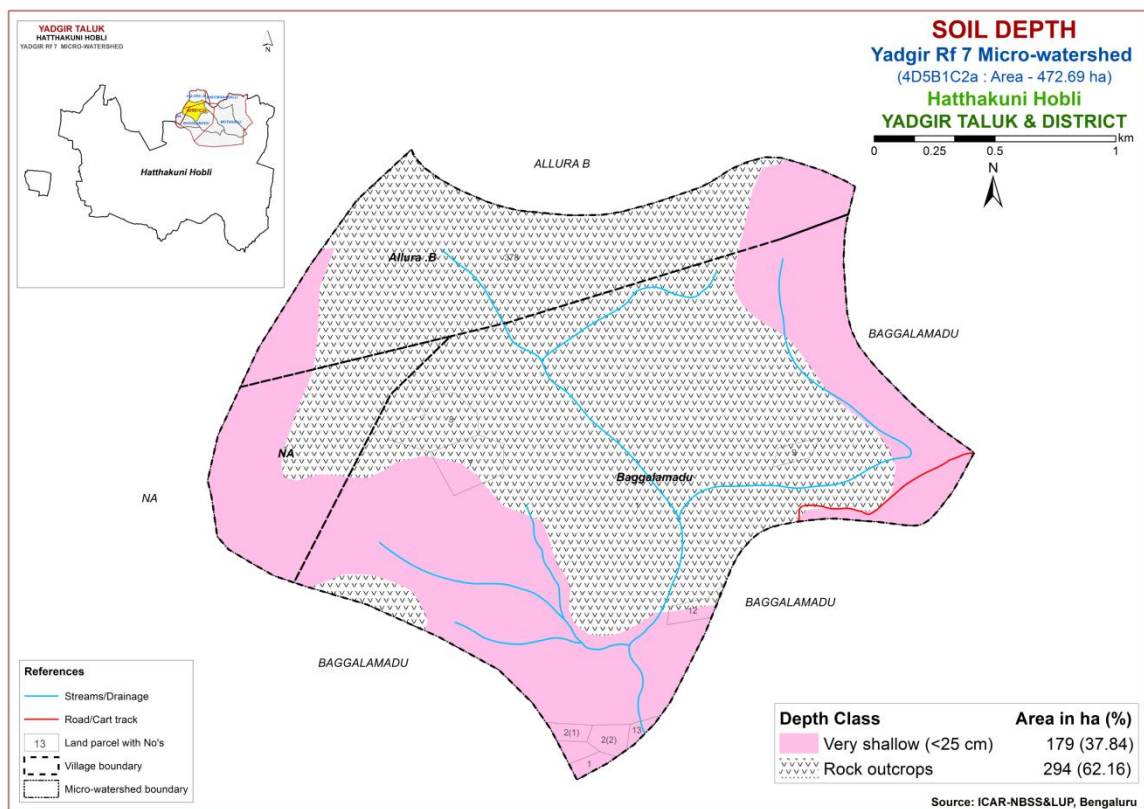 YADGIR TALUK
HATTHAKUNI HOBLI
YADGIR Rf 7 MICRO-WATERSHED
N
Hatthakuni Hobli
SOIL DEPTH
Yadgir Rf 7 Micro-watershed
(4D5B1C2a : Area - 472.69 ha)
Hatthakuni Hobli
YADGIR TALUK & DISTRICT
km
0 0.25 0.5 1
N
ALLURA B
Allura .B
378
BAGGALAMADU
8
7
9
NA
Baggalamadu
1
NA
12
BAGGALAMADU
BAGGALAMADU
2(1)
2(2)
13
1
References
Streams/Drainage
Road/Cart track
13 Land parcel with No's
Village boundary
Micro-watershed boundary
Depth Class Area in ha (%)
Very shallow (<25 cm) 179 (37.84)
Rock outcrops 294 (62.16)
Source: ICAR-NBSS&LUP, Bengaluru